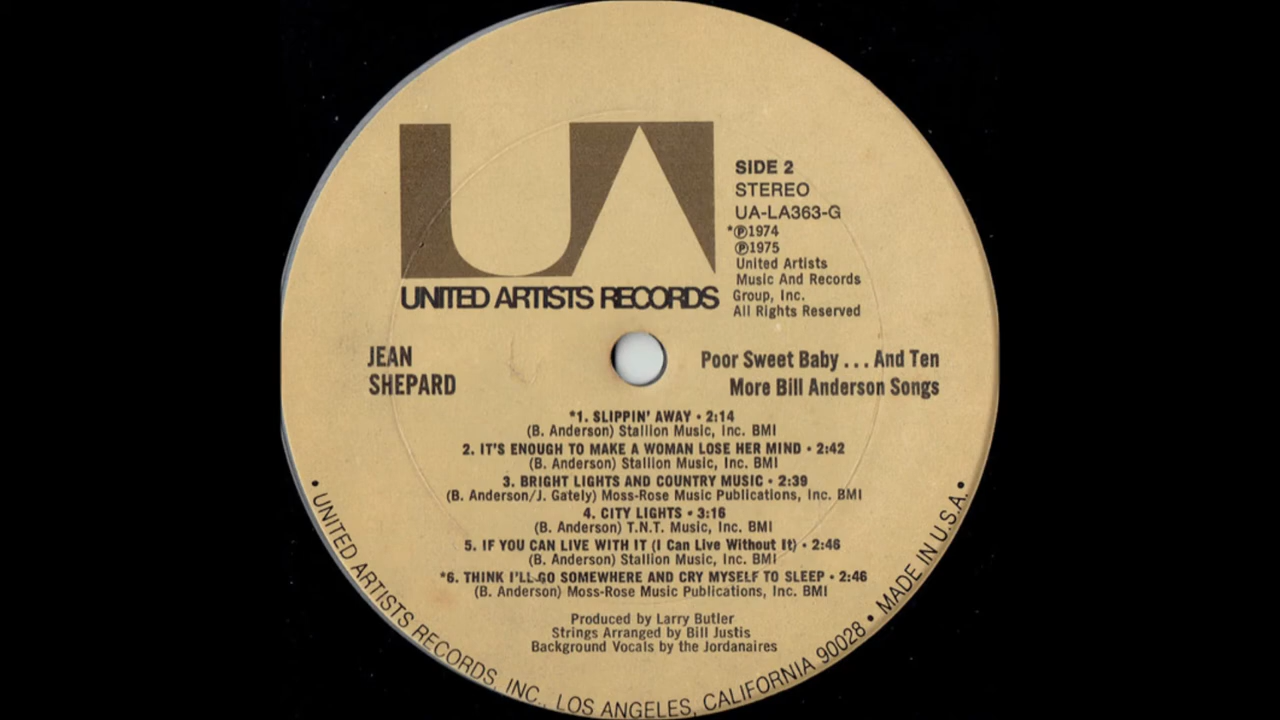 UA
UNITED ARTISTS RECORDS
SIDE 2
STEREO
UA-LA363-G
*℗1974
℗1975
United Artists
Music And Records
Group, Inc.
All Rights Reserved
JEAN
SHEPARD
Poor Sweet Baby . . . And Ten
More Bill Anderson Songs
*1. SLIPPIN' AWAY • 2:14
(B. Anderson) Stallion Music, Inc. BMI
2. IT'S ENOUGH TO MAKE A WOMAN LOSE HER MIND • 2:42
(B. Anderson) Stallion Music, Inc. BMI
3. BRIGHT LIGHTS AND COUNTRY MUSIC • 2:39
(B. Anderson/J. Gately) Moss-Rose Music Publications, Inc. BMI
4. CITY LIGHTS • 3:16
(B. Anderson) T.N.T. Music, Inc. BMI
5. IF YOU CAN LIVE WITH IT (I Can Live Without It) • 2:46
(B. Anderson) Stallion Music, Inc. BMI
*6. THINK I'LL GO SOMEWHERE AND CRY MYSELF TO SLEEP • 2:46
(B. Anderson) Moss-Rose Music Publications, Inc. BMI
Produced by Larry Butler
Strings Arranged by Bill Justis
Background Vocals by the Jordanaires
• UNITED ARTISTS RECORDS, INC., LOS ANGELES, CALIFORNIA 90028 • MADE IN U.S.A. •